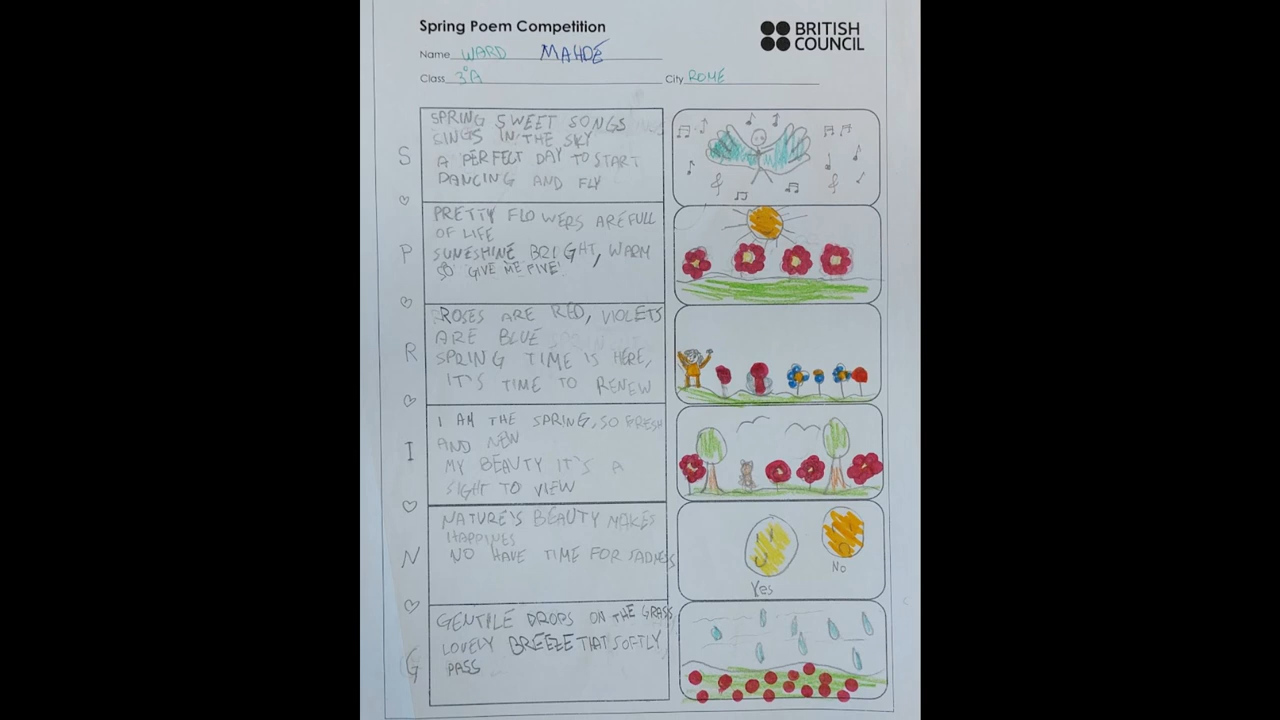 Spring Poem Competition
BRITISH
COUNCIL
Name WARD MAHDE
Class 3°A City ROME
S
SPRING SWEET SONGS
SINGS IN THE SKY
A PERFECT DAY TO START
DANCING AND FLY
P
PRETTY FLOWERS ARE FULL
OF LIFE
SUNESHINE BRIGHT, WARM
SO GIVE ME FIVE!
R
ROSES ARE RED, VIOLETS
ARE BLUE
SPRING TIME IS HERE,
IT'S TIME TO RENEW
I
I AM THE SPRING, SO FRESH
AND NEW
MY BEAUTY IT'S A
SIGHT TO VIEW
N
NATURE'S BEAUTY MAKES
HAPPINES
NO HAVE TIME FOR SADNESS
Yes
No
G
GENTILE DROPS ON THE GRASS
LOVELY BREEZE THAT SOFTLY
PASS